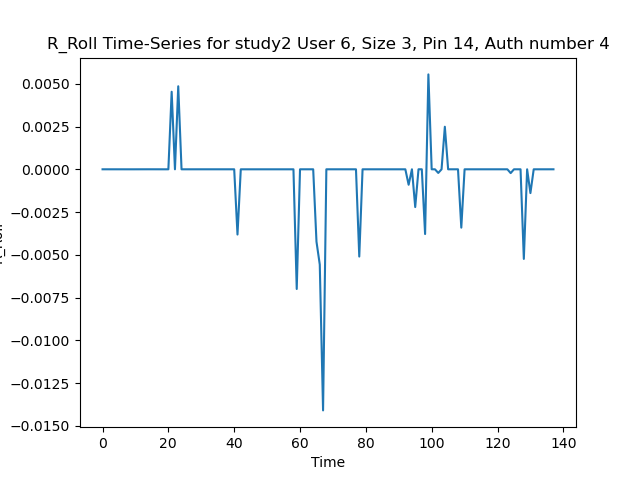 R_Roll Time-Series for study2 User 6, Size 3, Pin 14, Auth number 4
0.0050
0.0025
0.0000
−0.0025
−0.0050
−0.0075
−0.0100
−0.0125
−0.0150
R_Roll
0 20 40 60 80 100 120 140
Time